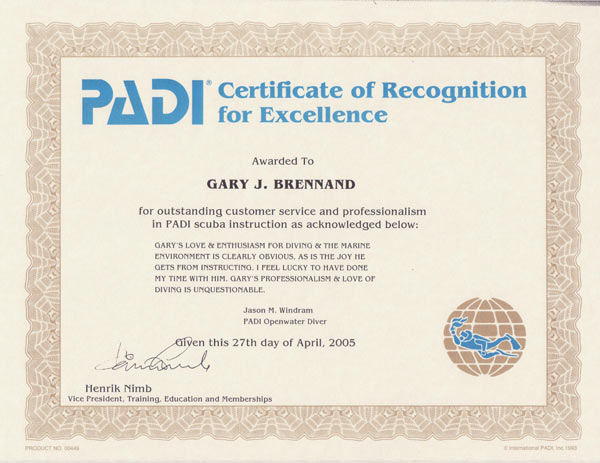 PADI® Certificate of Recognition
for Excellence
Awarded To
GARY J. BRENNAND
for outstanding customer service and professionalism
in PADI scuba instruction as acknowledged below:
GARY'S LOVE & ENTHUSIASM FOR DIVING & THE MARINE
ENVIRONMENT IS CLEARLY OBVIOUS. AS IS THE JOY HE
GETS FROM INSTRUCTING. I FEEL LUCKY TO HAVE DONE
MY TIME WITH HIM. GARY'S PROFESSIONALISM & LOVE OF
DIVING IS UNQUESTIONABLE.
Jason M. Windram
PADI Openwater Diver
Given this 27th day of April, 2005
Henrik Nimb
Vice President, Training, Education and Memberships
PRODUCT NO. 
© International PADI, Inc.